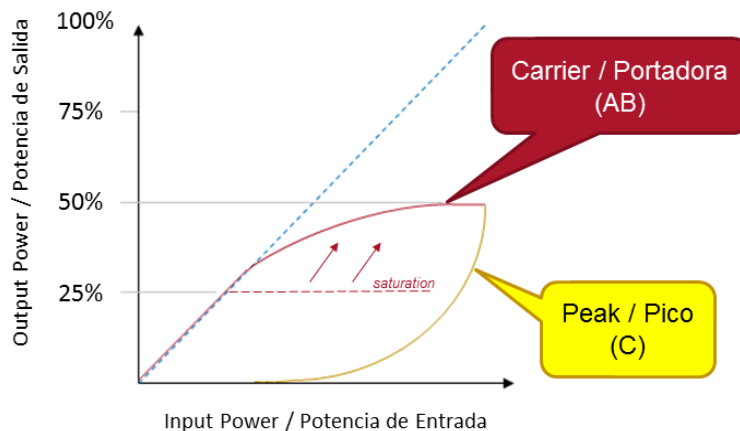 100%
Carrier / Portadora
(AB)
75%
50%
saturation
25%
Peak / Pico
(C)
Output Power / Potencia de Salida
Input Power / Potencia de Entrada